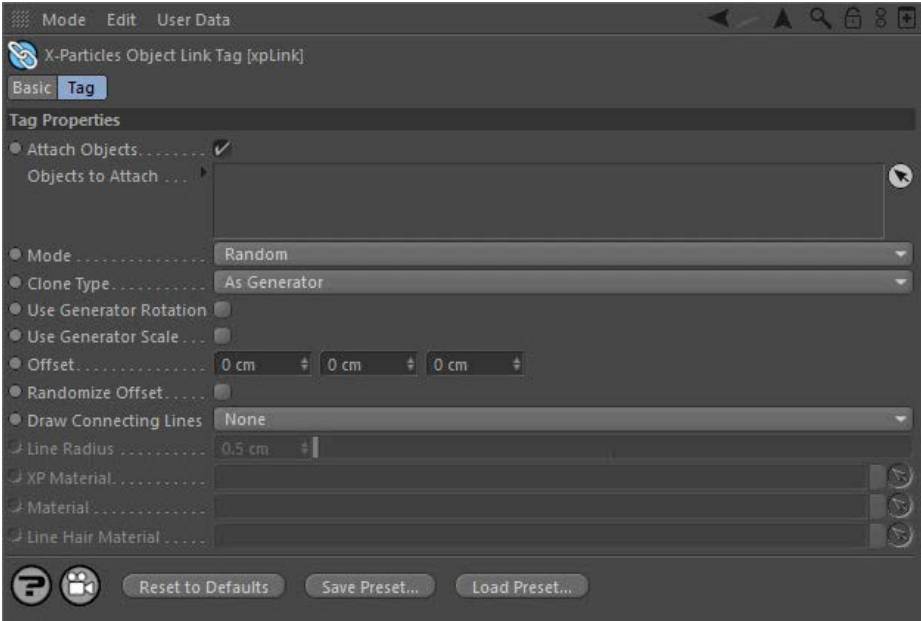 Mode Edit User Data
X-Particles Object Link Tag [xpLink]
Basic Tag
Tag Properties
Attach Objects. . . . . . . .
Objects to Attach . . .
Mode . . . . . . . . . . . . . . . Random
Clone Type. . . . . . . . . . . As Generator
Use Generator Rotation
Use Generator Scale . . .
Offset. . . . . . . . . . . . . . . 0 cm 0 cm 0 cm
Randomize Offset. . . . .
Draw Connecting Lines None
Line Radius . . . . . . . . . . 0.5 cm
XP Material. . . . . . . . . . .
Material . . . . . . . . . . . . .
Line Hair Material . . . . .
Reset to Defaults Save Preset... Load Preset...